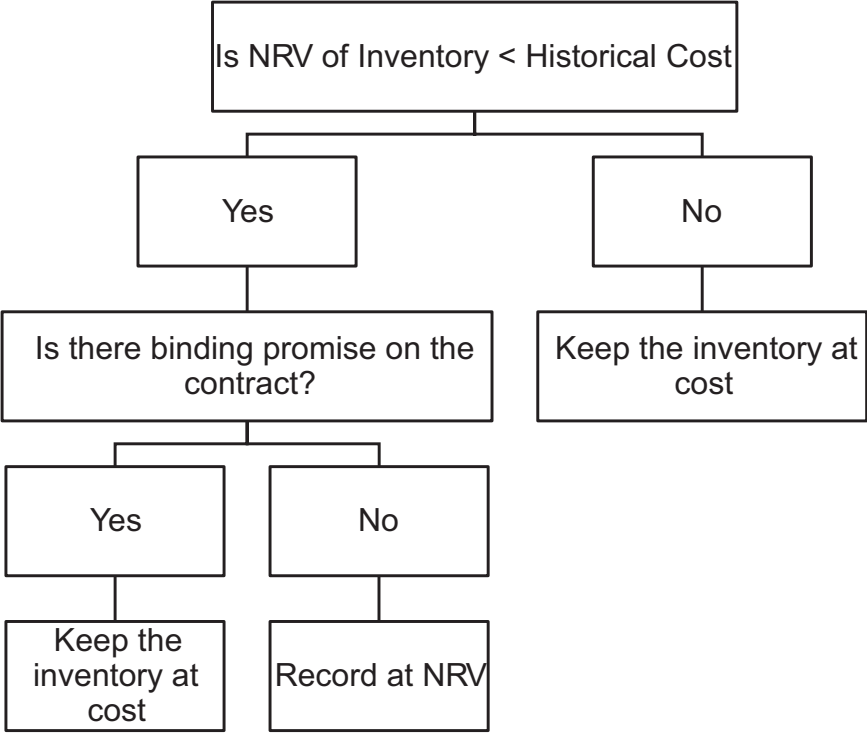 Is NRV of Inventory < Historical Cost
Yes
No
Is there binding promise on the
contract?
Keep the inventory at
cost
Yes
No
Keep the
inventory at
cost
Record at NRV